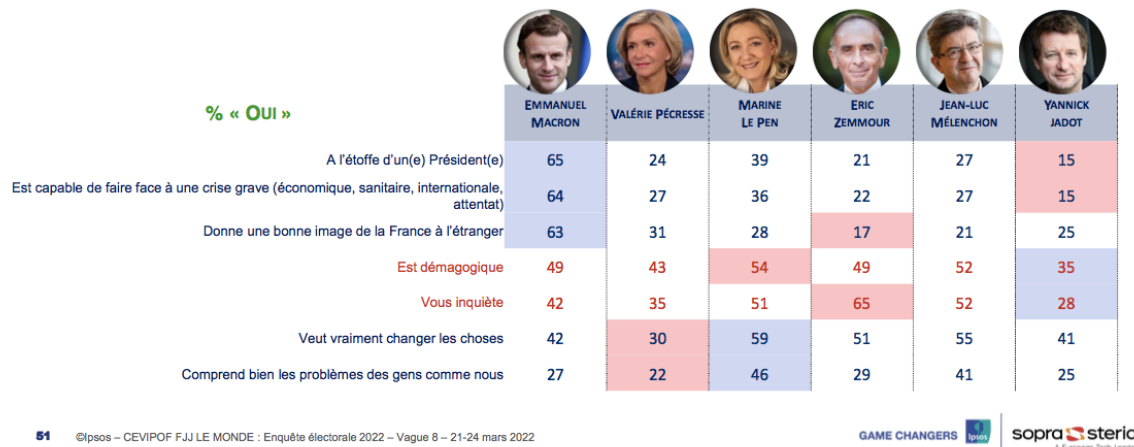 % « OUI »
EMMANUEL MACRON
VALÉRIE PÉCRESSE
MARINE LE PEN
ERIC ZEMMOUR
JEAN-LUC MÉLENCHON
YANNICK JADOT
A l'étoffe d'un(e) Président(e) 65 24 39 21 27 15
Est capable de faire face à une crise grave (économique, sanitaire, internationale,
attentat) 64 27 36 22 27 15
Donne une bonne image de la France à l'étranger 63 31 28 17 21 25
Est démagogique 49 43 54 49 52 35
Vous inquiète 42 35 51 65 52 28
Veut vraiment changer les choses 42 30 59 51 55 41
Comprend bien les problèmes des gens comme nous 27 22 46 29 41 25
51 ©Ipsos – CEVIPOF FJJ LE MONDE : Enquête électorale 2022 – Vague 8 – 21-24 mars 2022
GAME CHANGERS Ipsos sopra steria